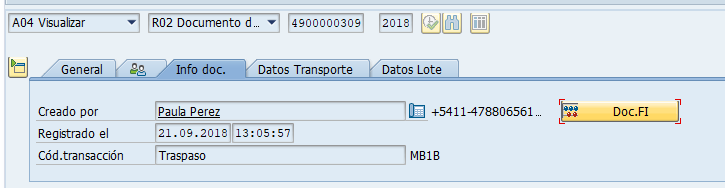 A04 Visualizar R02 Documento d... 4900000309 2018
General Info doc. Datos Transporte Datos Lote
Creado por Paula Perez +5411-478806561... Doc.FI
Registrado el 21.09.2018 13:05:57
Cód.transacción Traspaso MB1B